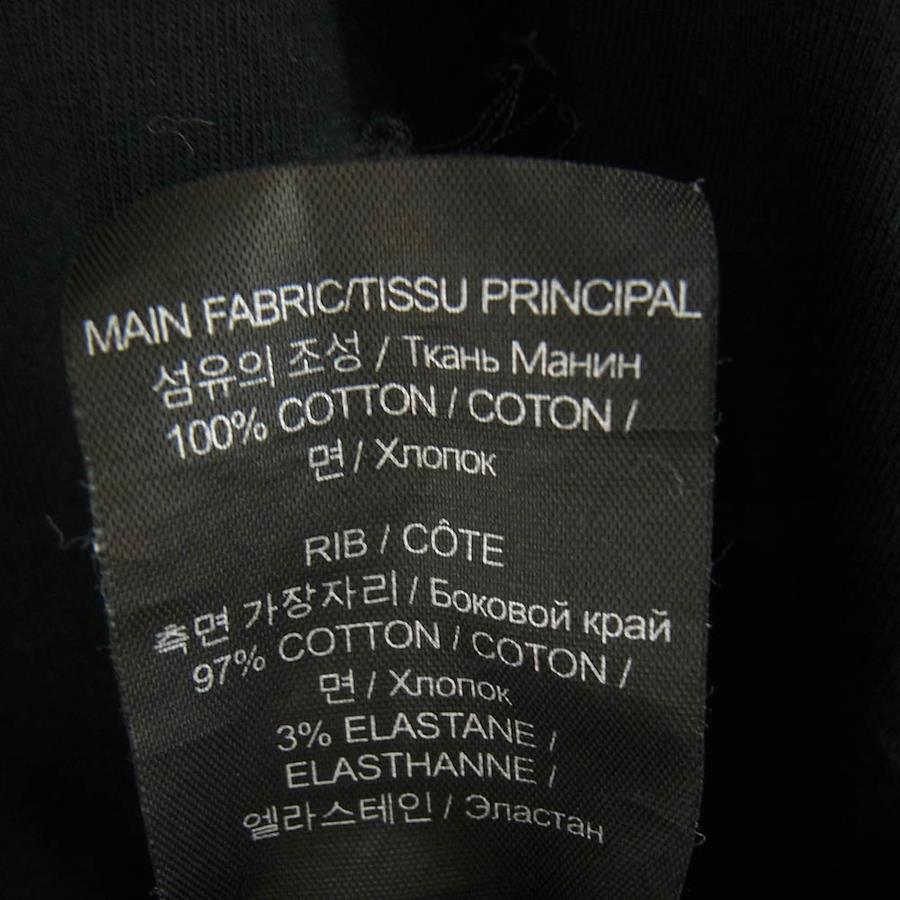 MAIN FABRIC/TISSU PRINCIPAL
섬유의 조성 / Ткань Манин
100% COTTON / COTON /
면 / Хлопок
RIB / CÔTE
측면 가장자리 / Боковой край
97% COTTON / COTON /
면 / Хлопок
3% ELASTANE /
ELASTHANNE /
엘라스테인 / Эластан